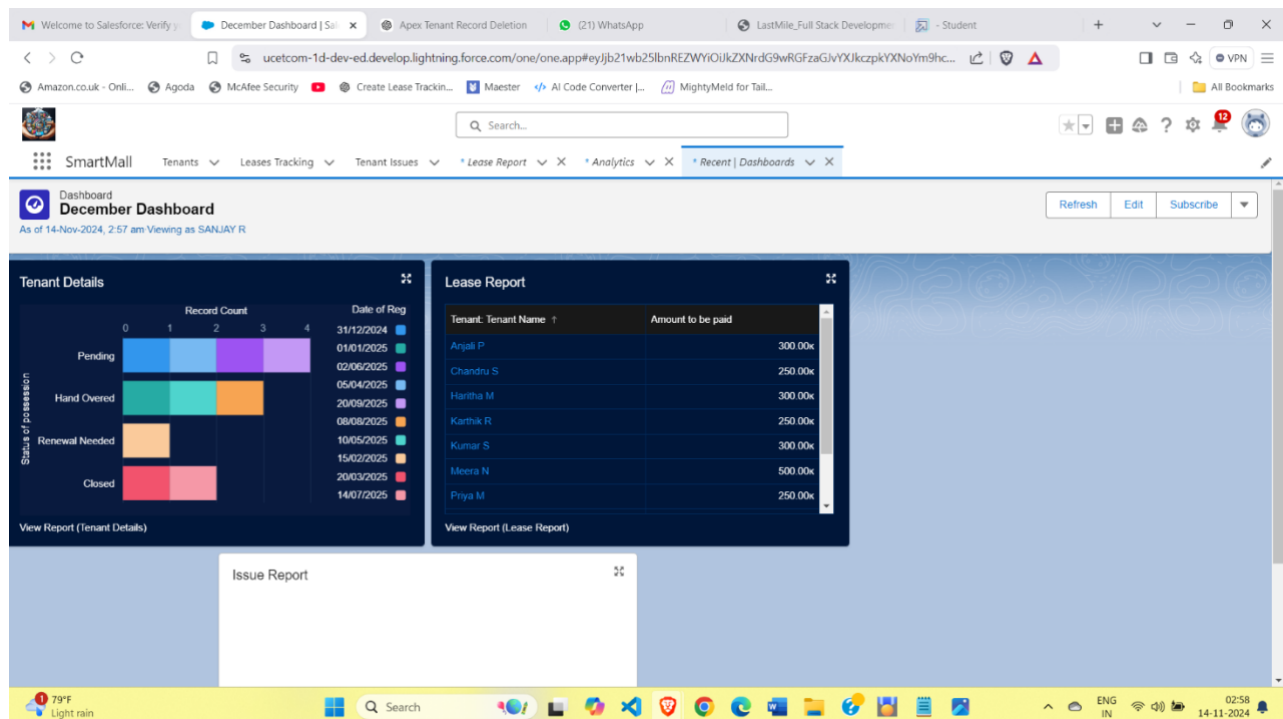 Welcome to Salesforce: Verify y
December Dashboard | Sal
Apex Tenant Record Deletion
(21) WhatsApp
LastMile_Full Stack Developme
- Student
ucetcom-1d-dev-ed.develop.lightning.force.com/one/one.app#
VPN
Amazon.co.uk - Onli...
Agoda
McAfee Security
Create Lease Trackin...
Maester
AI Code Converter |...
MightyMeld for Tail...
All Bookmarks
Search...
12
SmartMall
Tenants
Leases Tracking
Tenant Issues
* Lease Report
* Analytics
* Recent | Dashboards
Dashboard
December Dashboard
As of 14-Nov-2024, 2:57 am Viewing as SANJAY R
Refresh
Edit
Subscribe
Tenant Details
Record Count
0 1 2 3 4
Status of possession
Pending
Hand Overed
Renewal Needed
Closed
Date of Reg
31/12/2024
01/01/2025
02/06/2025
05/04/2025
20/09/2025
08/08/2025
10/05/2025
15/02/2025
20/03/2025
14/07/2025
View Report (Tenant Details)
Lease Report
Tenant: Tenant Name ↑ Amount to be paid
Anjali P 300.00K
Chandru S 250.00K
Haritha M 300.00K
Karthik R 250.00K
Kumar S 300.00K
Meera N 500.00K
Priya M 250.00K
View Report (Lease Report)
Issue Report
1
79°F
Light rain
Search
ENG
IN
02:58
14-11-2024